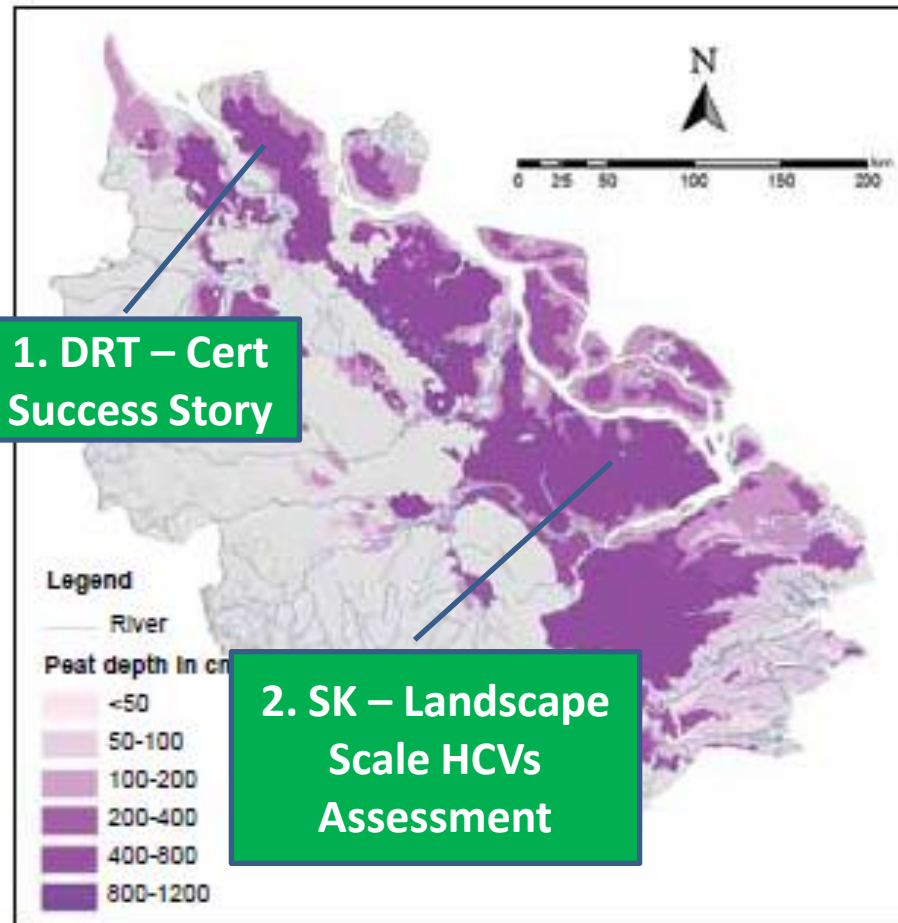 N
km
0 25 50 100 150 200
1. DRT – Cert
Success Story
Legend
River
Peat depth in cm
<50
50-100
100-200
200-400
400-800
800-1200
2. SK – Landscape
Scale HCVs
Assessment